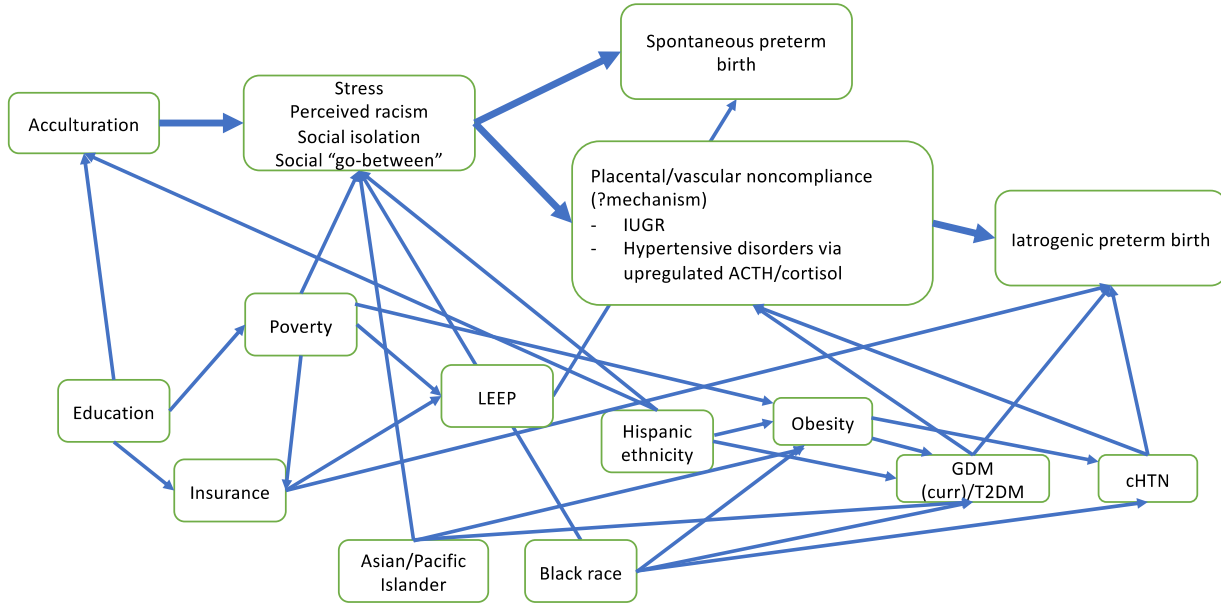 Spontaneous preterm
birth
Stress
Perceived racism
Social isolation
Social “go-between”
Acculturation
Placental/vascular noncompliance
(?mechanism)
- IUGR
- Hypertensive disorders via
upregulated ACTH/cortisol
Iatrogenic preterm birth
Poverty
Education
LEEP
Hispanic
ethnicity
Obesity
Insurance
GDM
(curr)/T2DM
cHTN
Asian/Pacific
Islander
Black race